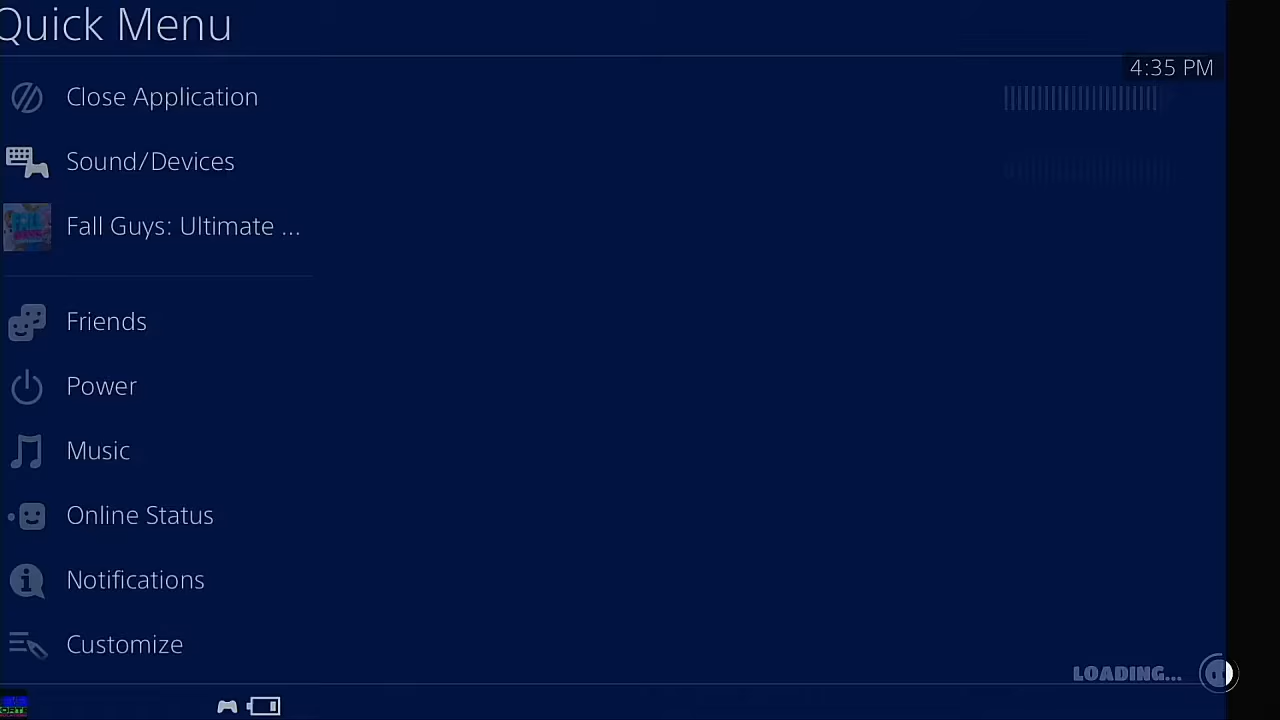 Quick Menu
4:35 PM
Close Application
Sound/Devices
Fall Guys: Ultimate ...
Friends
Power
Music
Online Status
Notifications
Customize
LOADING...